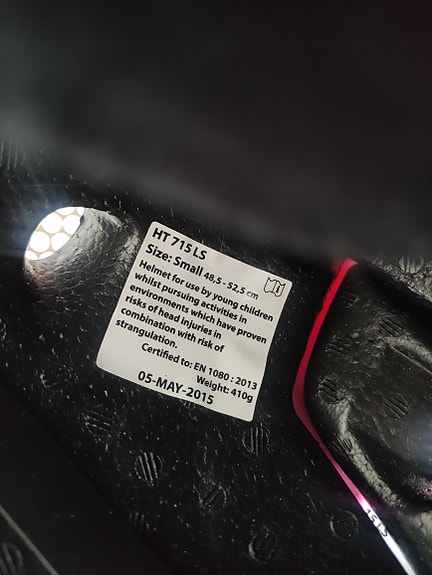 HT 715 LS
Size: Small 48,5 - 52,5 cm
Helmet for use by young children
whilst pursuing activities in
environments which have proven
risks of head injuries in
combination with risk of
strangulation.
Certified to: EN 1080 : 2013
Weight: 410g
05-MAY-2015
15 LS